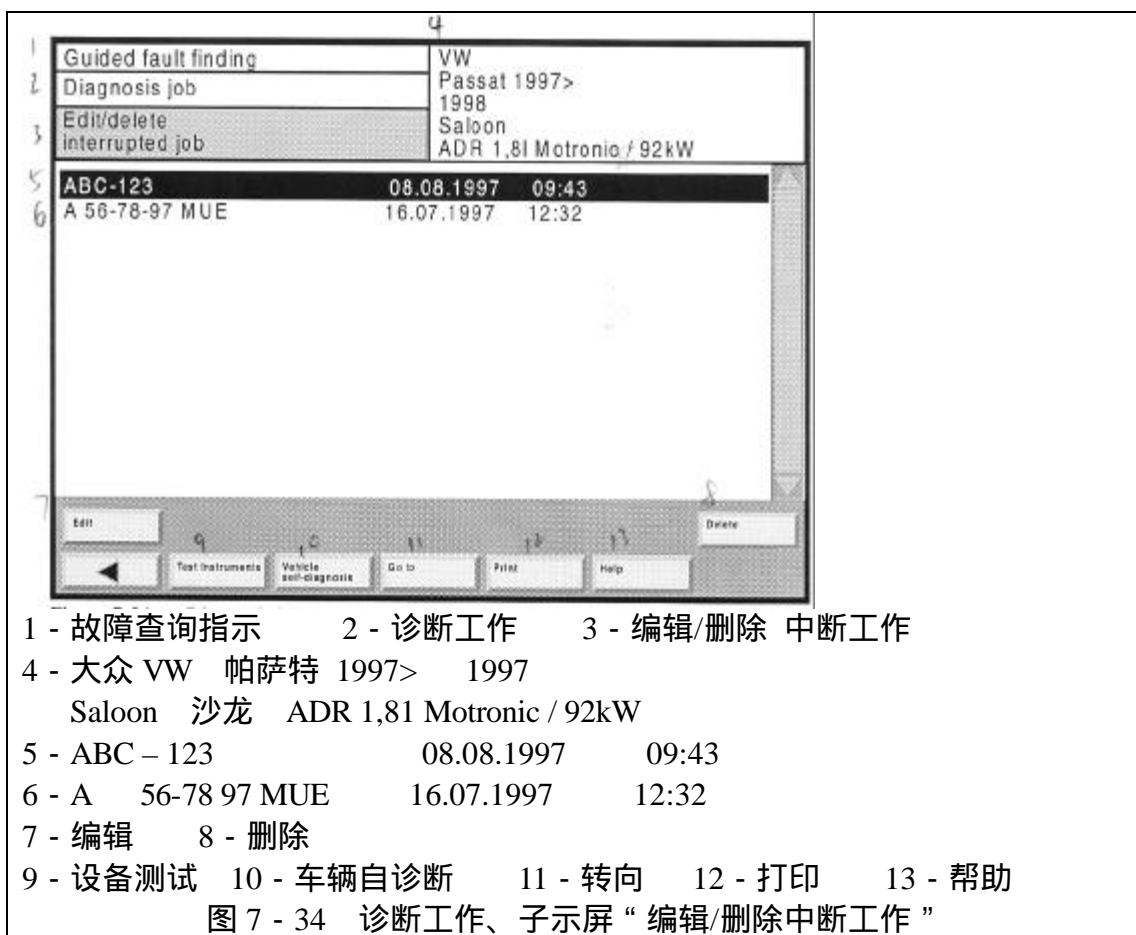 4
1 Guided fault finding VW
2 Diagnosis job Passat 1997>
1998
3 Edit/delete Saloon
interrupted job ADR 1,8l Motronic / 92kW
5 ABC-123 08.08.1997 09:43
6 A 56-78-97 MUE 16.07.1997 12:32
7 8
Edit Delete
9 10 11 12 13
Test instruments Vehicle self-diagnosis Go to Print Help
1 - 故障查询指示 2 - 诊断工作 3 - 编辑/删除 中断工作
4 - 大众 VW 帕萨特 1997> 1997
Saloon 沙龙 ADR 1,81 Motronic / 92kW
5 - ABC – 123 08.08.1997 09:43
6 - A 56-78 97 MUE 16.07.1997 12:32
7 - 编辑 8 - 删除
9 - 设备测试 10 - 车辆自诊断 11 - 转向 12 - 打印 13 - 帮助
图 7 - 34 诊断工作、子示屏“编辑/删除中断工作”